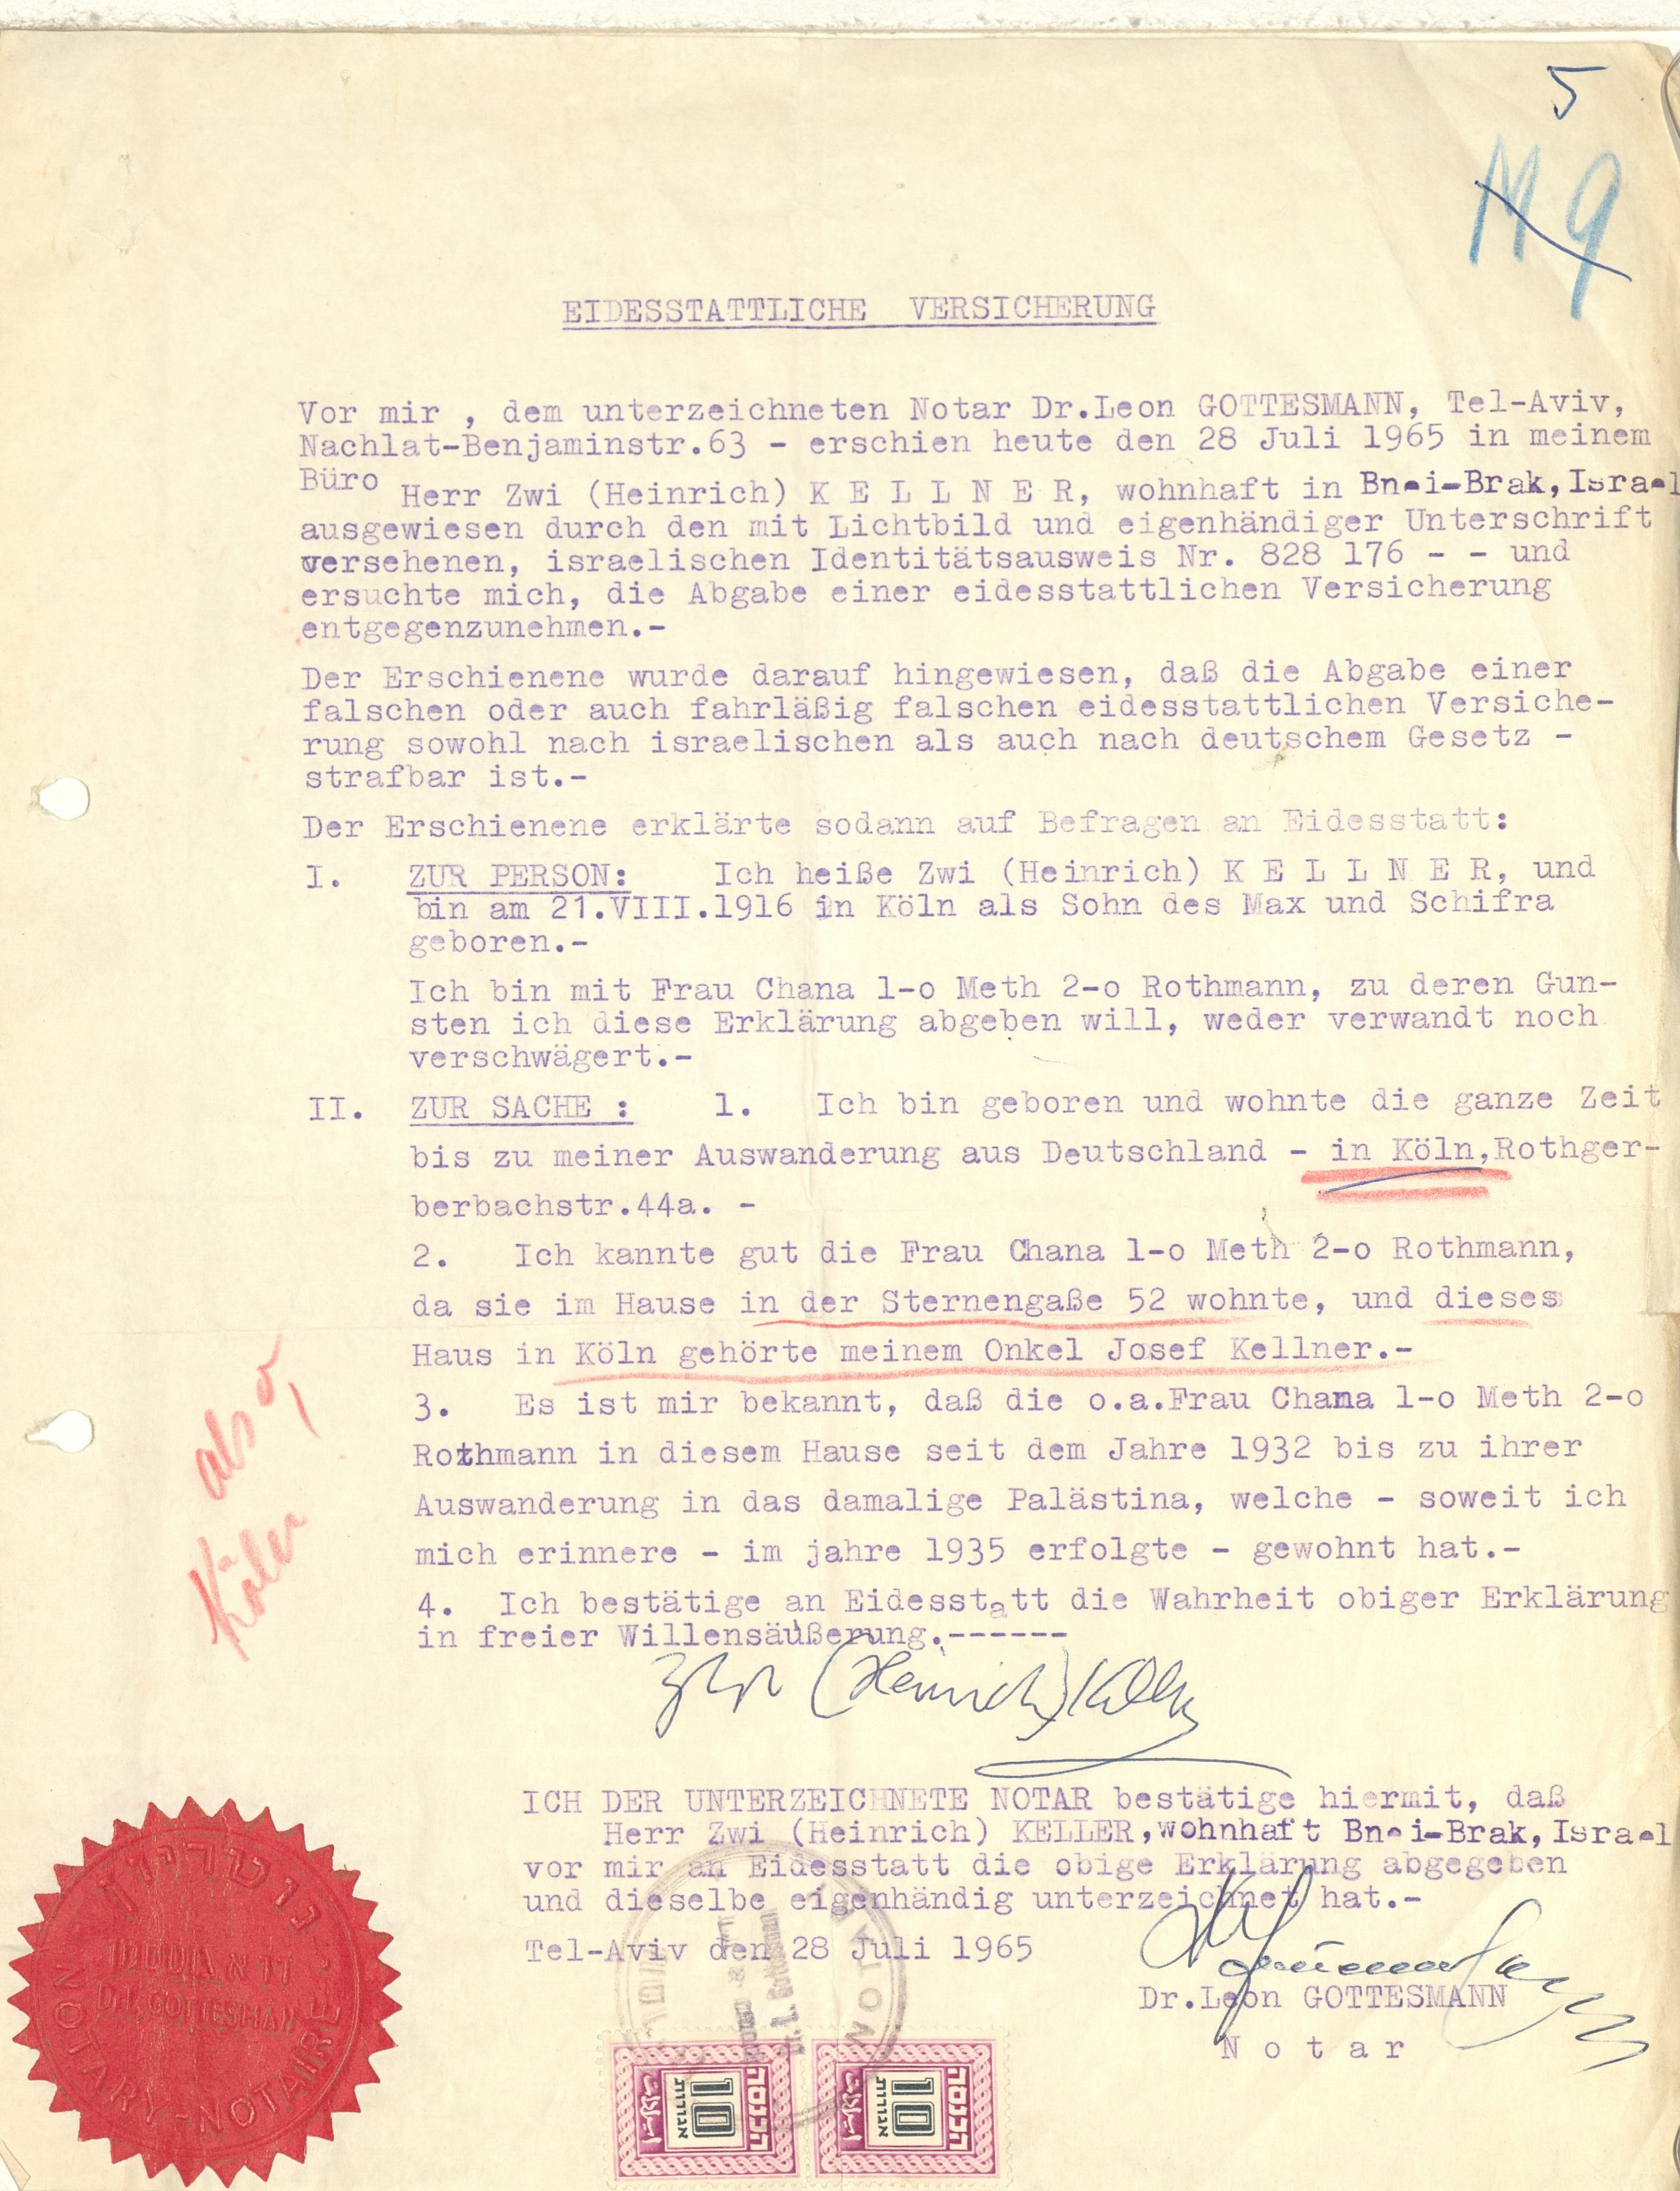 5
9
EIDESSTATTLICHE VERSICHERUNG
Vor mir , dem unterzeichneten Notar Dr.Leon GOTTESMANN, Tel-Aviv,
Nachlat-Benjaminstr.63 - erschien heute den 28 Juli 1965 in meinem
Büro Herr Zwi (Heinrich) K E L L N E R, wohnhaft in Bnei-Brak, Israel
ausgewiesen durch den mit Lichtbild und eigenhändiger Unterschrift
versehenen, israelischen Identitätsausweis Nr. 828 176 - - und
ersuchte mich, die Abgabe einer eidesstattlichen Versicherung
entgegenzunehmen.-
Der Erschienene wurde darauf hingewiesen, daß die Abgabe einer
falschen oder auch fahrläßig falschen eidesstattlichen Versiche-
rung sowohl nach israelischen als auch nach deutschem Gesetz -
strafbar ist.-
Der Erschienene erklärte sodann auf Befragen an Eidesstatt:
I. ZUR PERSON: Ich heiße Zwi (Heinrich) K E L L N E R, und
bin am 21.VIII.1916 in Köln als Sohn des Max und Schifra
geboren.-
Ich bin mit Frau Chana 1-o Meth 2-o Rothmann, zu deren Gun-
sten ich diese Erklärung abgeben will, weder verwandt noch
verschwägert.-
II. ZUR SACHE : 1. Ich bin geboren und wohnte die ganze Zeit
bis zu meiner Auswanderung aus Deutschland - in Köln,Rothger-
berbachstr.44a. -
2. Ich kannte gut die Frau Chana 1-o Meth 2-o Rothmann,
da sie im Hause in der Sternengaße 52 wohnte, und dieses
Haus in Köln gehörte meinem Onkel Josef Kellner.-
3. Es ist mir bekannt, daß die o.a.Frau Chana 1-o Meth 2-o
Rothmann in diesem Hause seit dem Jahre 1932 bis zu ihrer
Auswanderung in das damalige Palästina, welche - soweit ich
mich erinnere - im jahre 1935 erfolgte - gewohnt hat.-
also,
Köln
4. Ich bestätige an Eidesstatt die Wahrheit obiger Erklärung
in freier Willensäußerung.------
(Heinrich) Kellner
ICH DER UNTERZEICHNETE NOTAR bestätige hiermit, daß
Herr Zwi (Heinrich) KELLER,wohnhaft Bnei-Brak, Israel
vor mir an Eidesstatt die obige Erklärung abgegeben
und dieselbe eigenhändig unterzeichnet hat.-
Tel-Aviv den 28 Juli 1965
Dr.Leon GOTTESMANN
N o t a r
נוטריון
ד"ר א. גוטסמן
Dr. L. GOTTESMAN
NOTARY-NOTAIRE
NOTARY
Dr. L. Gottesman
הכנסה
10
אגורות
הכנסה
10
אגורות